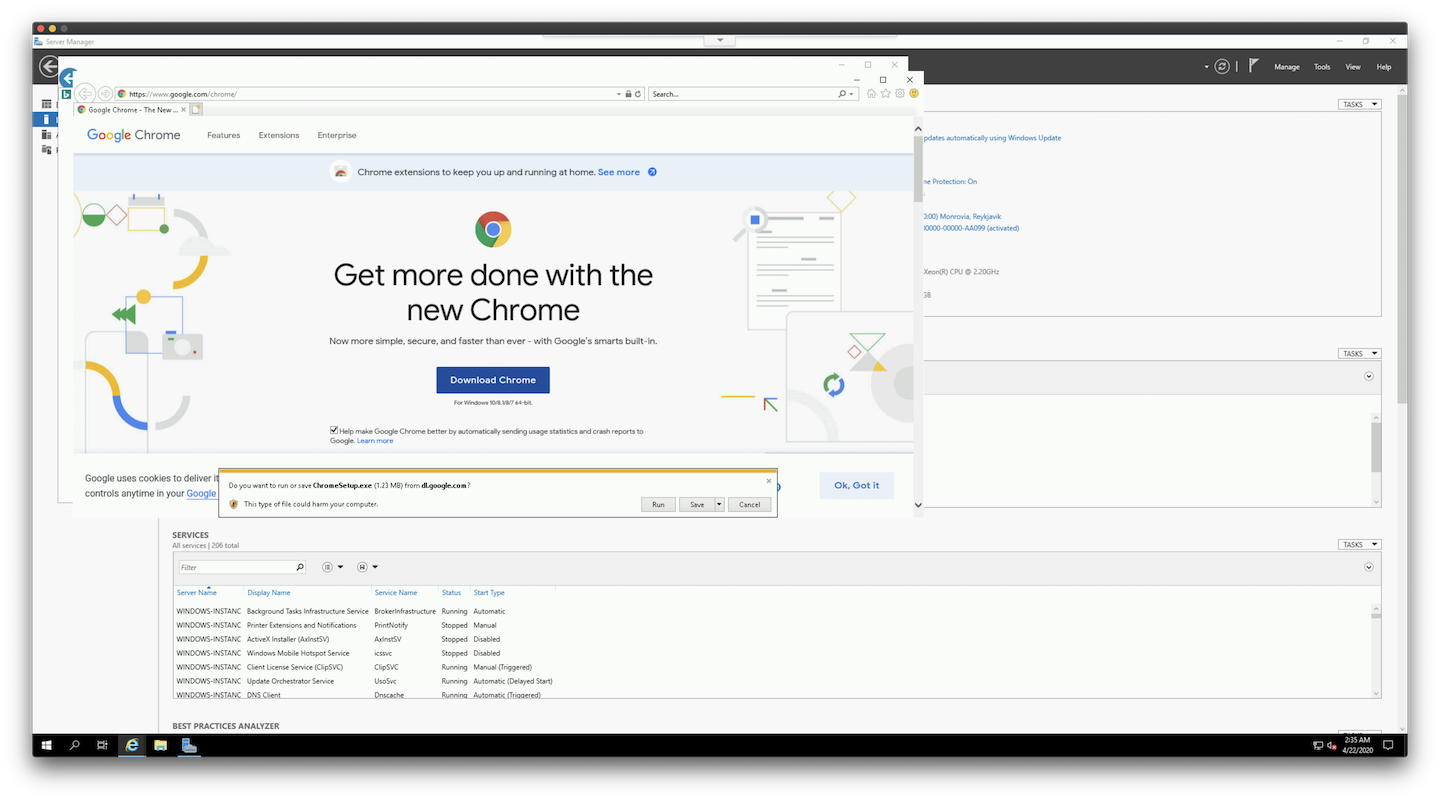 Server Manager
Manage Tools View Help
https://www.google.com/chrome/
Search...
Google Chrome - The New ...
TASKS
Google Chrome
Features Extensions Enterprise
pdates automatically using Windows Update
Chrome extensions to keep you up and running at home. See more
me Protection: On
0:00) Monrovia, Reykjavik
0000-00000-AA099 (activated)
Get more done with the
new Chrome
Xeon(R) CPU @ 2.20GHz
GB
Now more simple, secure, and faster than ever - with Google's smarts built-in.
TASKS
Download Chrome
For Windows 10/8.1/8/7 64-bit.
Help make Google Chrome better by automatically sending usage statistics and crash reports to
Google. Learn more
Google uses cookies to deliver it
controls anytime in your Google
Do you want to run or save ChromeSetup.exe (1.23 MB) from dl.google.com?
This type of file could harm your computer.
Run Save Cancel
Ok, Got it
SERVICES
All services | 206 total
TASKS
Filter
Server Name Display Name Service Name Status Start Type
WINDOWS-INSTANC Background Tasks Infrastructure Service BrokerInfrastructure Running Automatic
WINDOWS-INSTANC Printer Extensions and Notifications PrintNotify Stopped Manual
WINDOWS-INSTANC ActiveX Installer (AxInstSV) AxInstSV Stopped Disabled
WINDOWS-INSTANC Windows Mobile Hotspot Service icssvc Stopped Disabled
WINDOWS-INSTANC Client License Service (ClipSVC) ClipSVC Running Manual (Triggered)
WINDOWS-INSTANC Update Orchestrator Service UsoSvc Running Automatic (Delayed Start)
WINDOWS-INSTANC DNS Client Dnscache Running Automatic (Triggered)
BEST PRACTICES ANALYZER
2:35 AM
4/22/2020